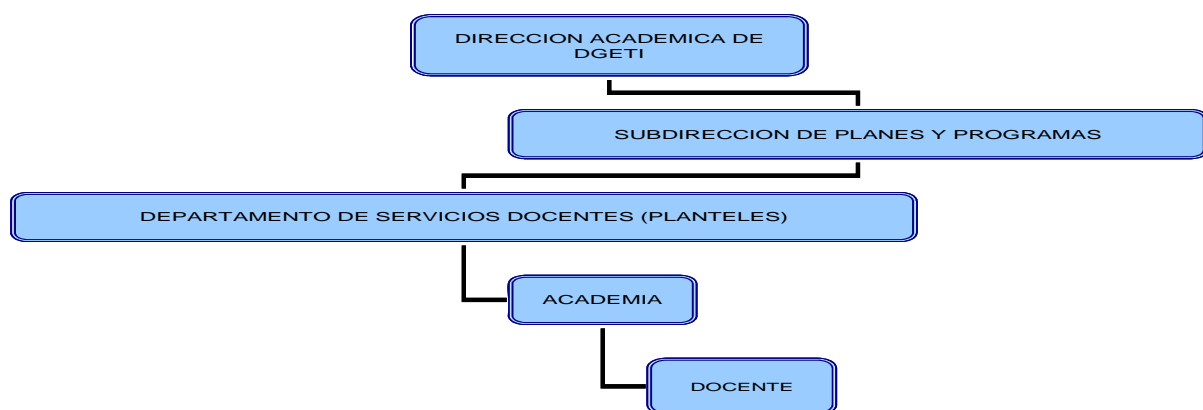 DIRECCION ACADEMICA DE
DGETI
SUBDIRECCION DE PLANES Y PROGRAMAS
DEPARTAMENTO DE SERVICIOS DOCENTES (PLANTELES)
ACADEMIA
DOCENTE